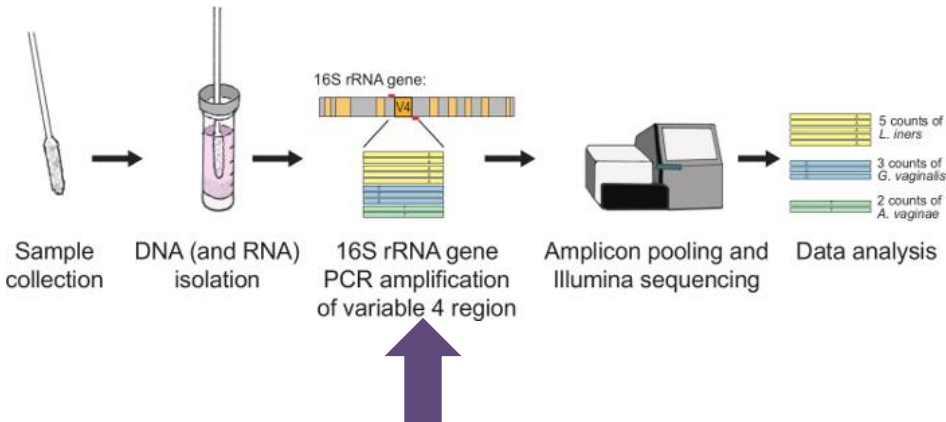 16S rRNA gene:
V4
5 counts of
L. iners
3 counts of
G. vaginalis
2 counts of
A. vaginae
Sample
collection
DNA (and RNA)
isolation
16S rRNA gene
PCR amplification
of variable 4 region
Amplicon pooling and
Illumina sequencing
Data analysis